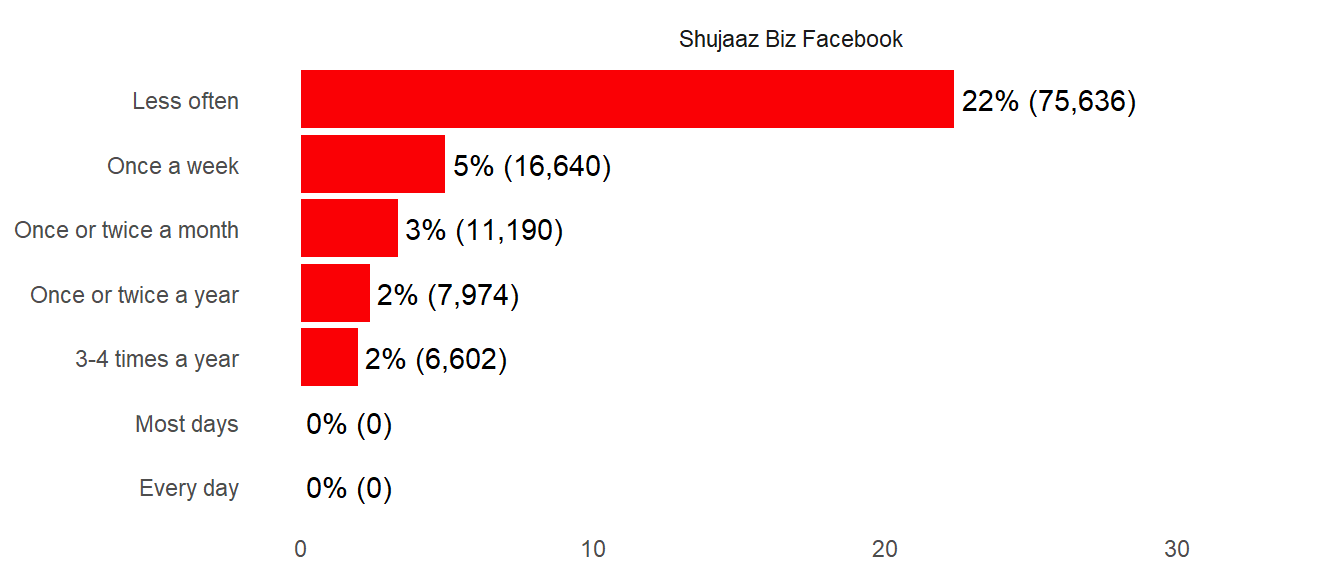 Shujaaz Biz Facebook
Less often 22% (75,636)
Once a week 5% (16,640)
Once or twice a month 3% (11,190)
Once or twice a year 2% (7,974)
3-4 times a year 2% (6,602)
Most days 0% (0)
Every day 0% (0)
0 10 20 30